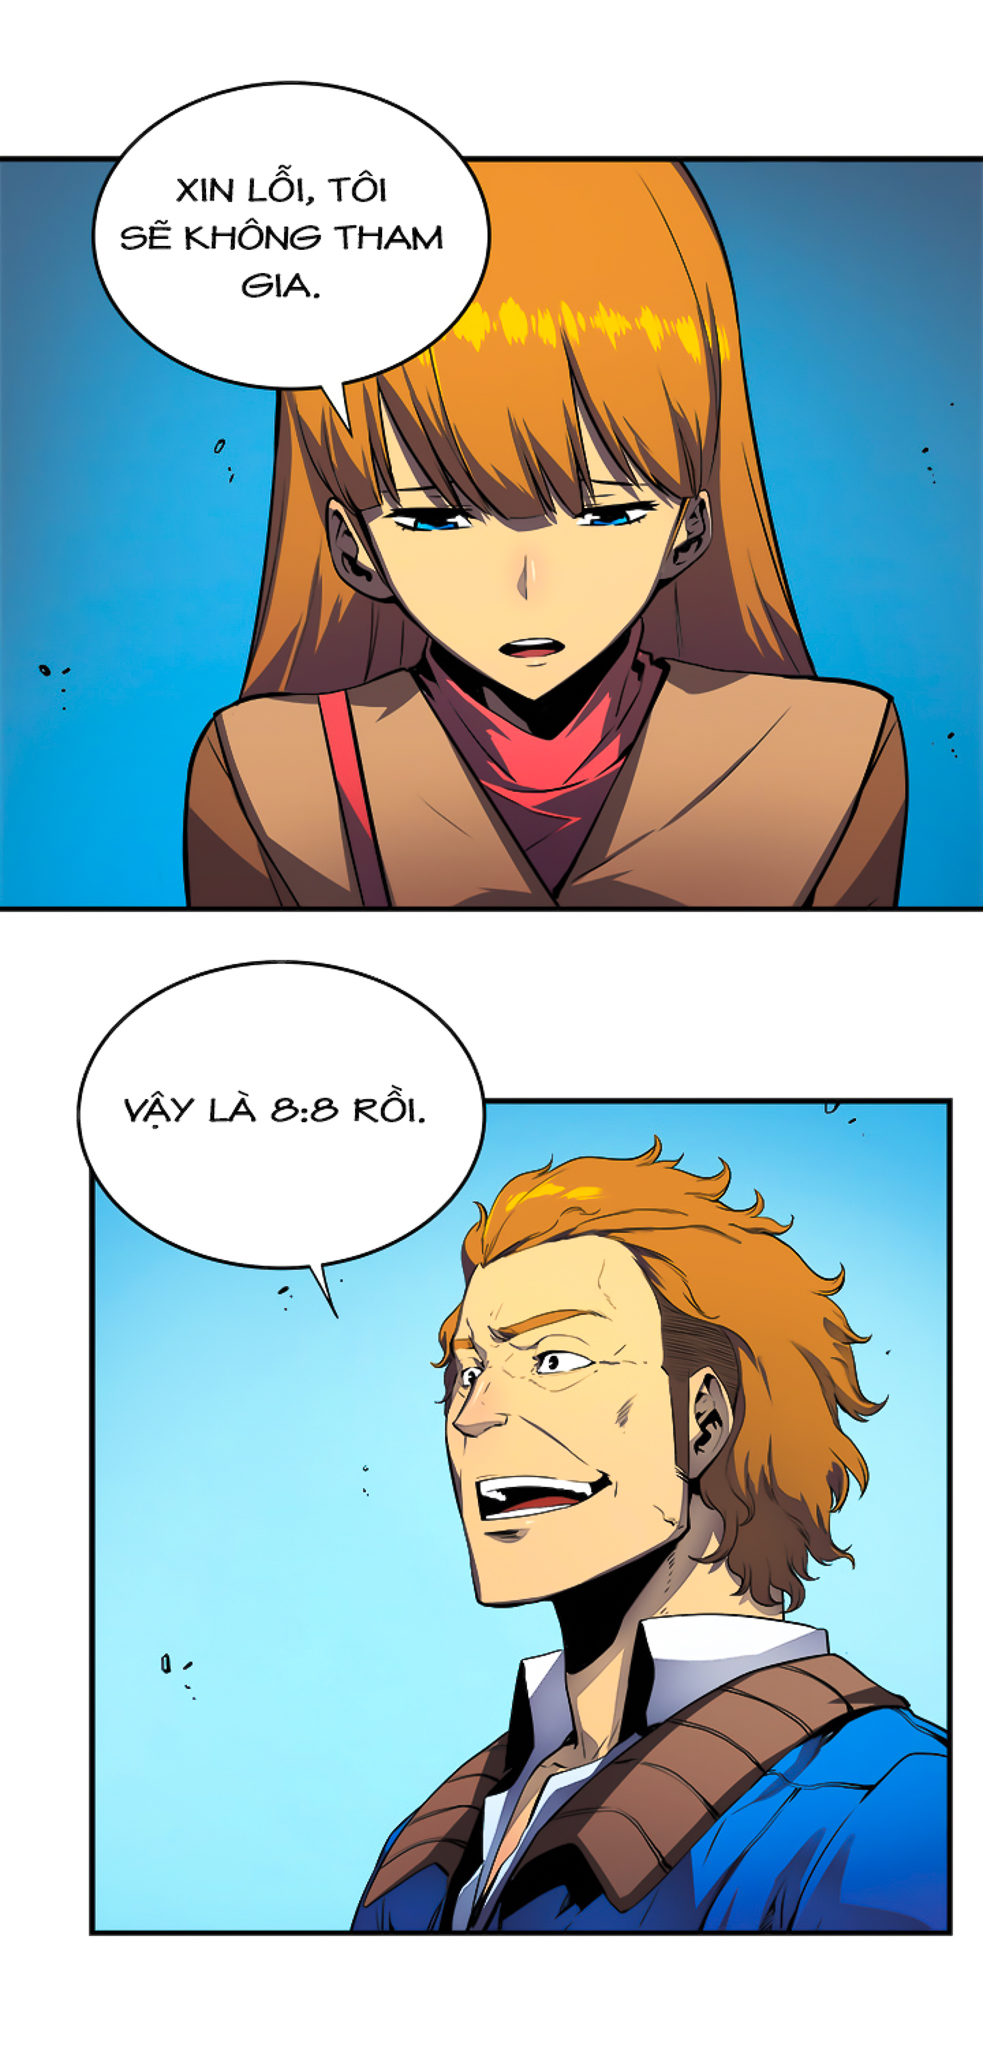 XIN LỖI, TÔI
SẼ KHÔNG THAM
GIA.
VẬY LÀ 8:8 RỒI.